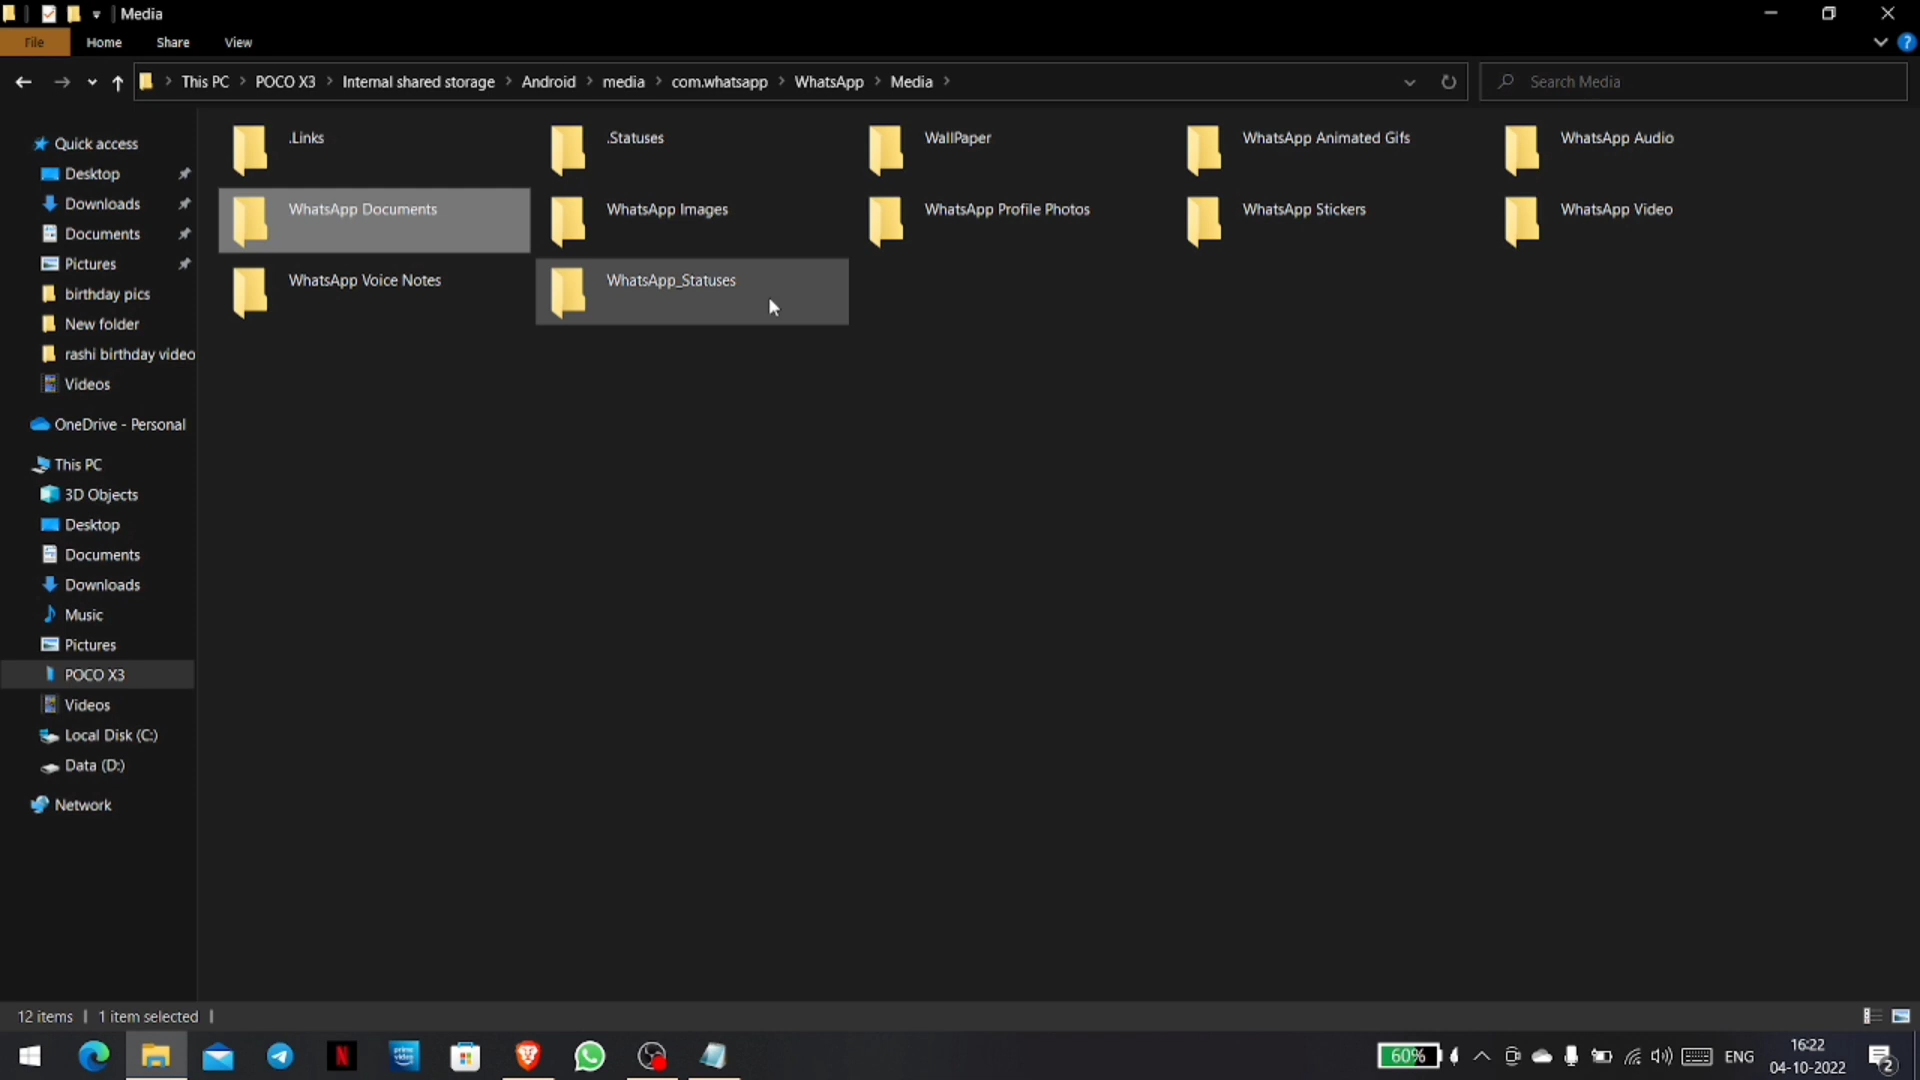 Media
File Home Share View
This PC POCO X3 Internal shared storage Android media com.whatsapp WhatsApp Media
Search Media
Quick access
Desktop
Downloads
Documents
Pictures
birthday pics
New folder
rashi birthday video
Videos
OneDrive - Personal
This PC
3D Objects
Desktop
Documents
Downloads
Music
Pictures
POCO X3
Videos
Local Disk (C:)
Data (D:)
Network
.Links .Statuses WallPaper WhatsApp Animated Gifs WhatsApp Audio
WhatsApp Documents WhatsApp Images WhatsApp Profile Photos WhatsApp Stickers WhatsApp Video
WhatsApp Voice Notes WhatsApp_Statuses
12 items 1 item selected
N prime video 60% ENG 16:22
04-10-2022 2